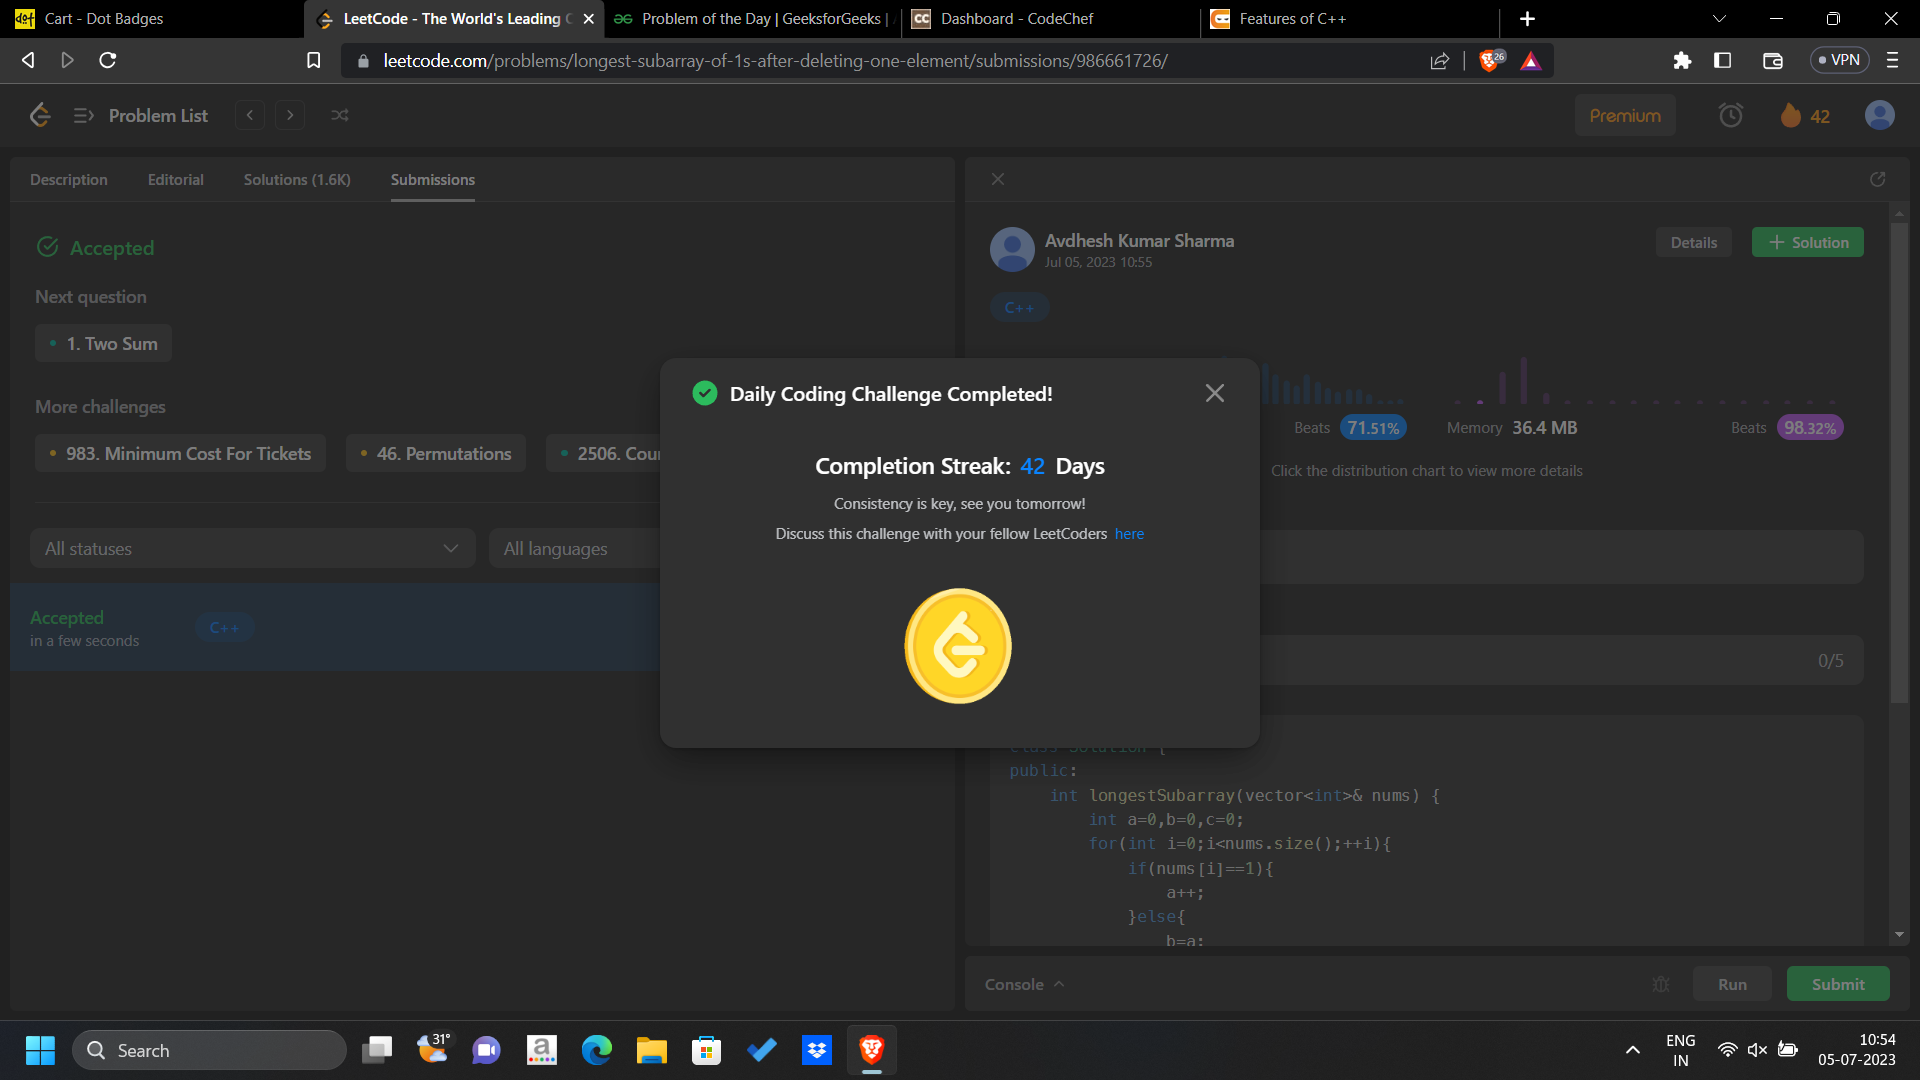 Cart - Dot Badges
LeetCode - The World's Leading
Problem of the Day | GeeksforGeeks |
Dashboard - CodeChef
Features of C++
leetcode.com/problems/longest-subarray-of-1s-after-deleting-one-element/submissions/986661726/
26
VPN
Problem List
Premium
42
Description
Editorial
Solutions (1.6K)
Submissions
Accepted
Next question
1. Two Sum
More challenges
983. Minimum Cost For Tickets
46. Permutations
2506. Cou
All statuses
All languages
Accepted
in a few seconds
C++
Daily Coding Challenge Completed!
Completion Streak: 42 Days
Consistency is key, see you tomorrow!
Discuss this challenge with your fellow LeetCoders here
Avdhesh Kumar Sharma
Jul 05, 2023 10:55
Details
+ Solution
C++
Beats 71.51%
Memory 36.4 MB
Beats 98.32%
Click the distribution chart to view more details
0/5
class Solution {
public:
int longestSubarray(vector<int>& nums) {
int a=0,b=0,c=0;
for(int i=0;i<nums.size();++i){
if(nums[i]==1){
a++;
}else{
b=a;
Console
Run
Submit
Search
31°
ENG
IN
10:54
05-07-2023